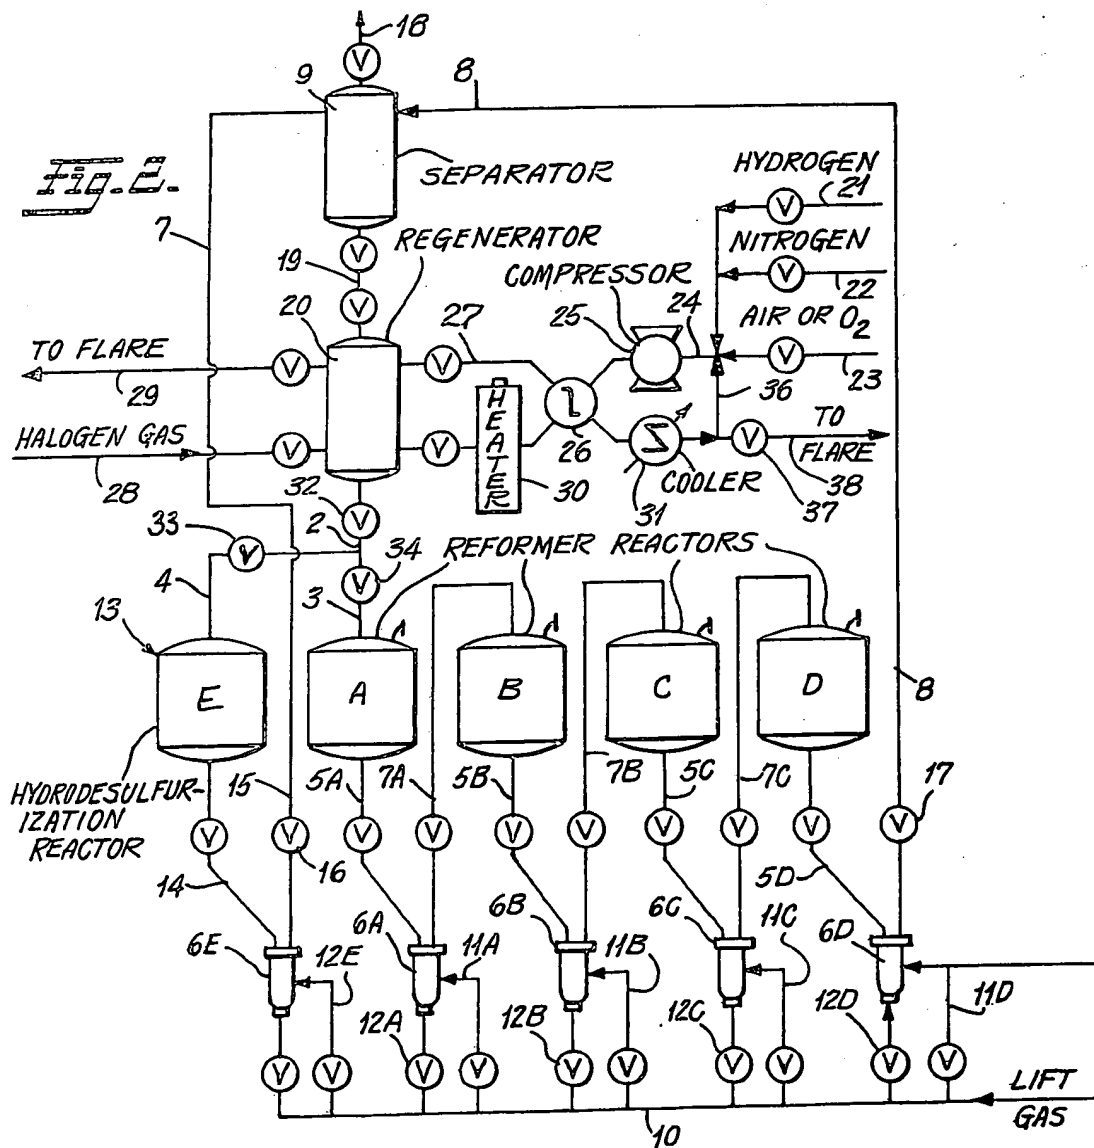 18
9
8
Fig. 2.
SEPARATOR
HYDROGEN
V
21
7
REGENERATOR
NITROGEN
V
22
19
V
V
COMPRESSOR
20
27
25
24
AIR OR O2
V
23
TO FLARE
V
V
29
HEATER
36
TO
FLARE
HALOGEN GAS
V
V
26
V
28
30
31
COOLER
37
38
32
V
2
33
V
34
V
REFORMER REACTORS
4
3
13
E
A
B
C
D
8
HYDRODESULFUR-
IZATION
REACTOR
15
5A
7A
5B
7B
5C
7C
17
V
V
V
V
V
V
V
V
V
V
14
16
5D
6E
12E
6A
11A
6B
11B
6C
11C
6D
12A
12B
12C
12D
11D
V
V
V
V
V
V
V
V
V
V
LIFT
GAS
10